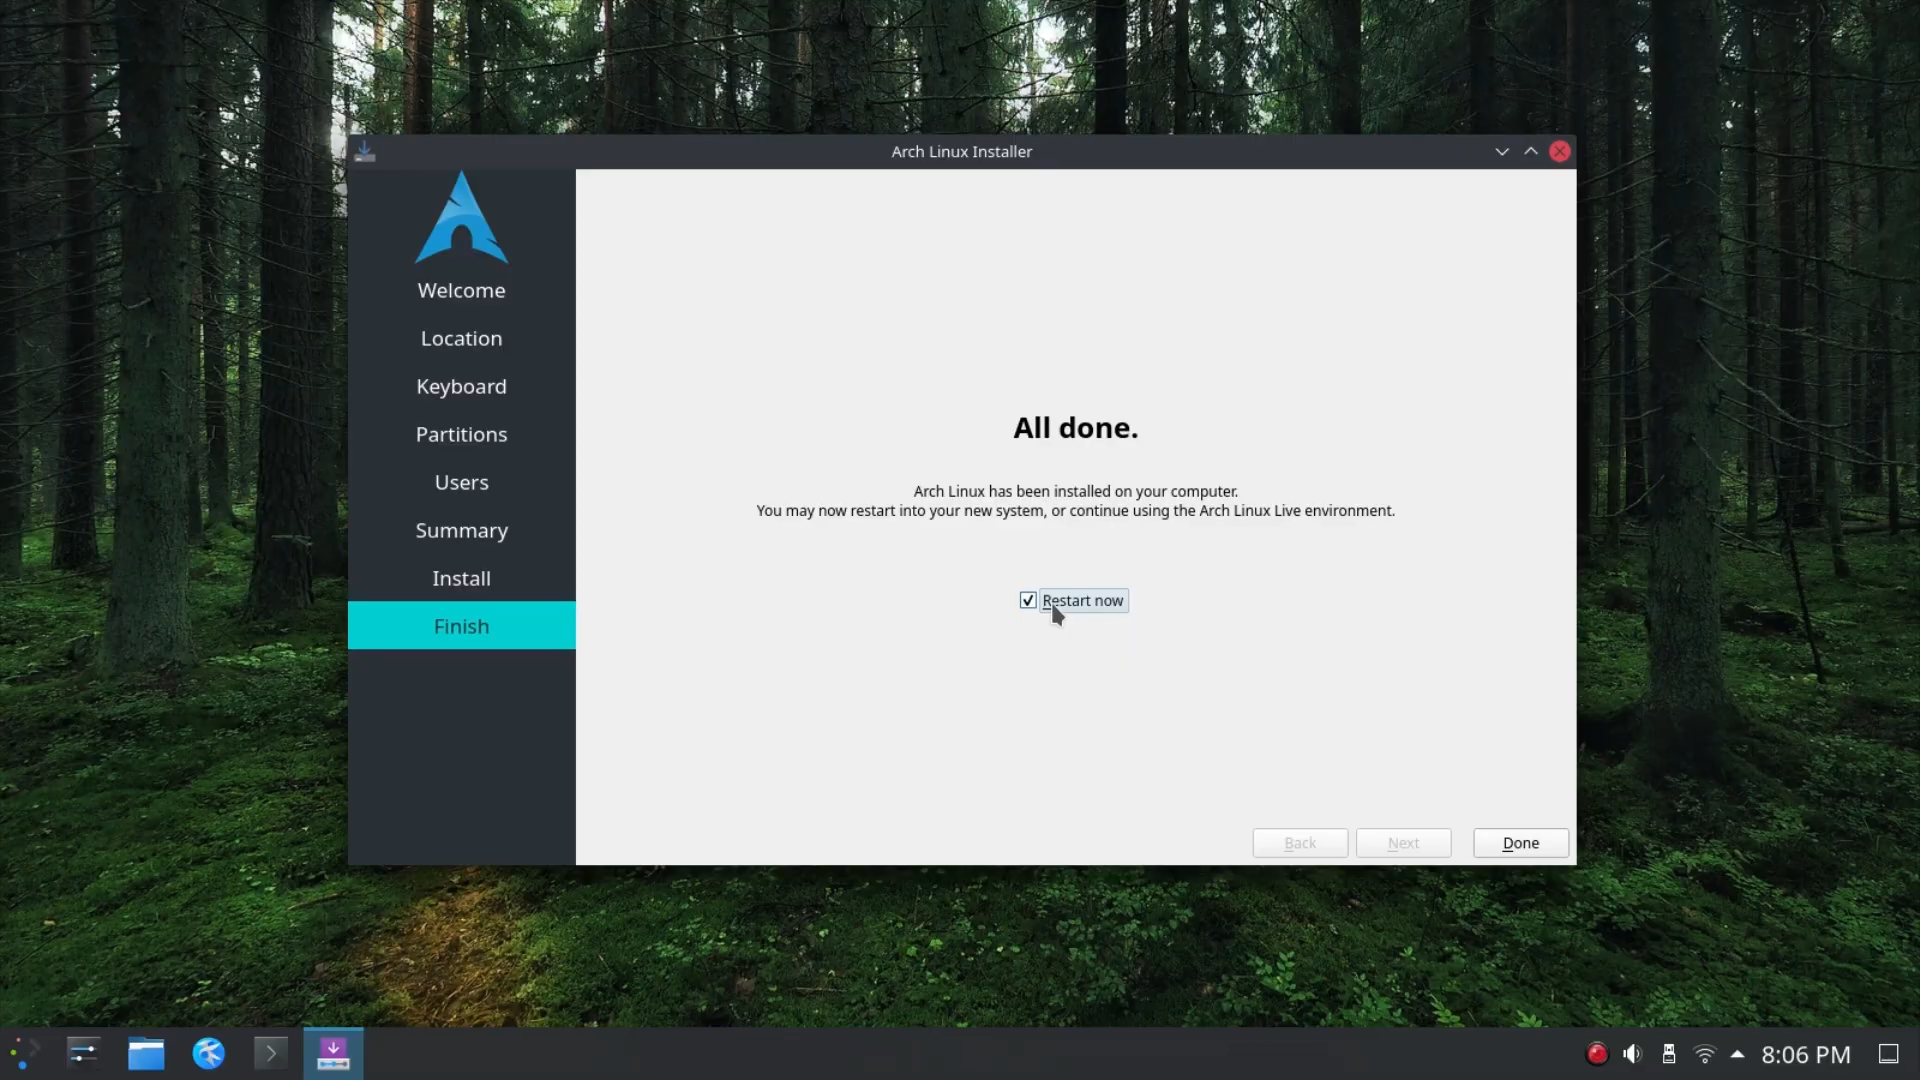 Arch Linux Installer
Welcome
Location
Keyboard
Partitions
Users
Summary
Install
Finish
All done.
Arch Linux has been installed on your computer.
You may now restart into your new system, or continue using the Arch Linux Live environment.
Restart now
Back
Next
Done
8:06 PM